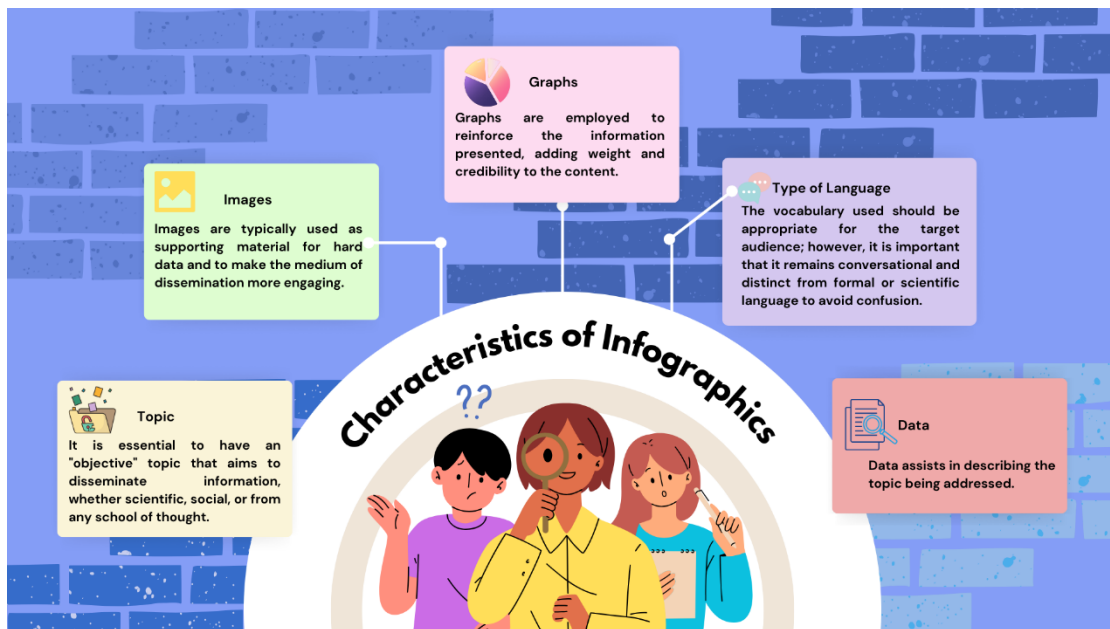 Graphs
Graphs are employed to
reinforce the information
presented, adding weight and
credibility to the content.
Images
Images are typically used as
supporting material for hard
data and to make the medium of
dissemination more engaging.
Type of Language
The vocabulary used should be
appropriate for the target
audience; however, it is important
that it remains conversational and
distinct from formal or scientific
language to avoid confusion.
Characteristics of Infographics
??
Topic
It is essential to have an
"objective" topic that aims to
disseminate information,
whether scientific, social, or from
any school of thought.
Data
Data assists in describing the
topic being addressed.